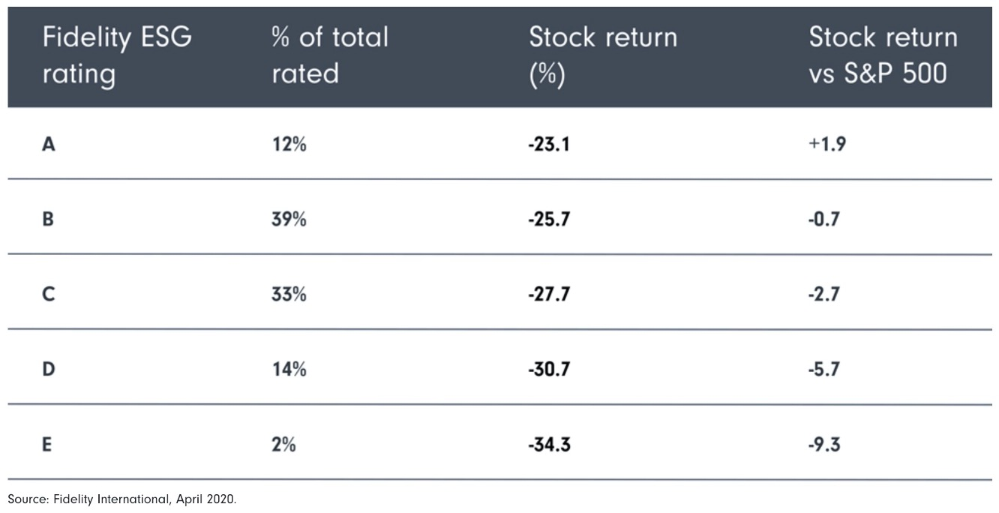 Fidelity ESG rating % of total rated Stock return (%) Stock return vs S&P 500
A 12% -23.1 +1.9
B 39% -25.7 -0.7
C 33% -27.7 -2.7
D 14% -30.7 -5.7
E 2% -34.3 -9.3
Source: Fidelity International, April 2020.